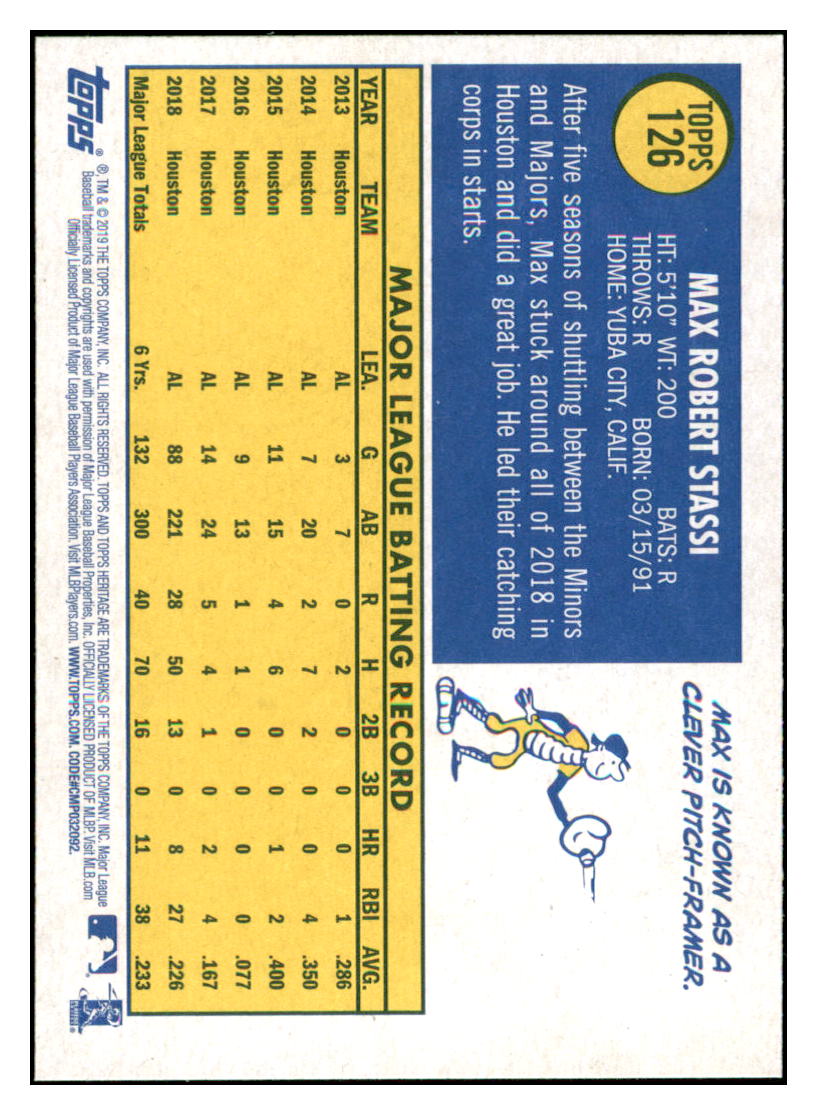 TOPPS
126
MAX ROBERT STASSI
HT: 5'10" WT: 200 BATS: R
THROWS: R BORN: 03/15/91
HOME: YUBA CITY, CALIF.
After five seasons of shuttling between the Minors
and Majors, Max stuck around all of 2018 in
Houston and did a great job. He led their catching
corps in starts.
MAX IS KNOWN AS A
CLEVER PITCH-FRAMER.
MAJOR LEAGUE BATTING RECORD
YEAR TEAM LEA. G AB R H 2B 3B HR RBI AVG.
2013 Houston AL 3 7 0 2 0 0 0 1 .286
2014 Houston AL 7 20 2 7 2 0 0 4 .350
2015 Houston AL 11 15 4 6 0 0 1 2 .400
2016 Houston AL 9 13 1 1 0 0 0 0 .077
2017 Houston AL 14 24 5 4 1 0 2 4 .167
2018 Houston AL 88 221 28 50 13 0 8 27 .226
Major League Totals 6 Yrs. 132 300 40 70 16 0 11 38 .233
topps®
®, TM & © 2019 THE TOPPS COMPANY, INC. ALL RIGHTS RESERVED. TOPPS AND TOPPS HERITAGE ARE TRADEMARKS OF THE TOPPS COMPANY, INC. Major League
Baseball trademarks and copyrights are used with permission of Major League Baseball Properties, Inc. OFFICIALLY LICENSED PRODUCT OF MLBP. Visit MLB.com
Officially Licensed Product of Major League Baseball Players Association. Visit MLBPlayers.com. WWW.TOPPS.COM. CODE#CMP032092.